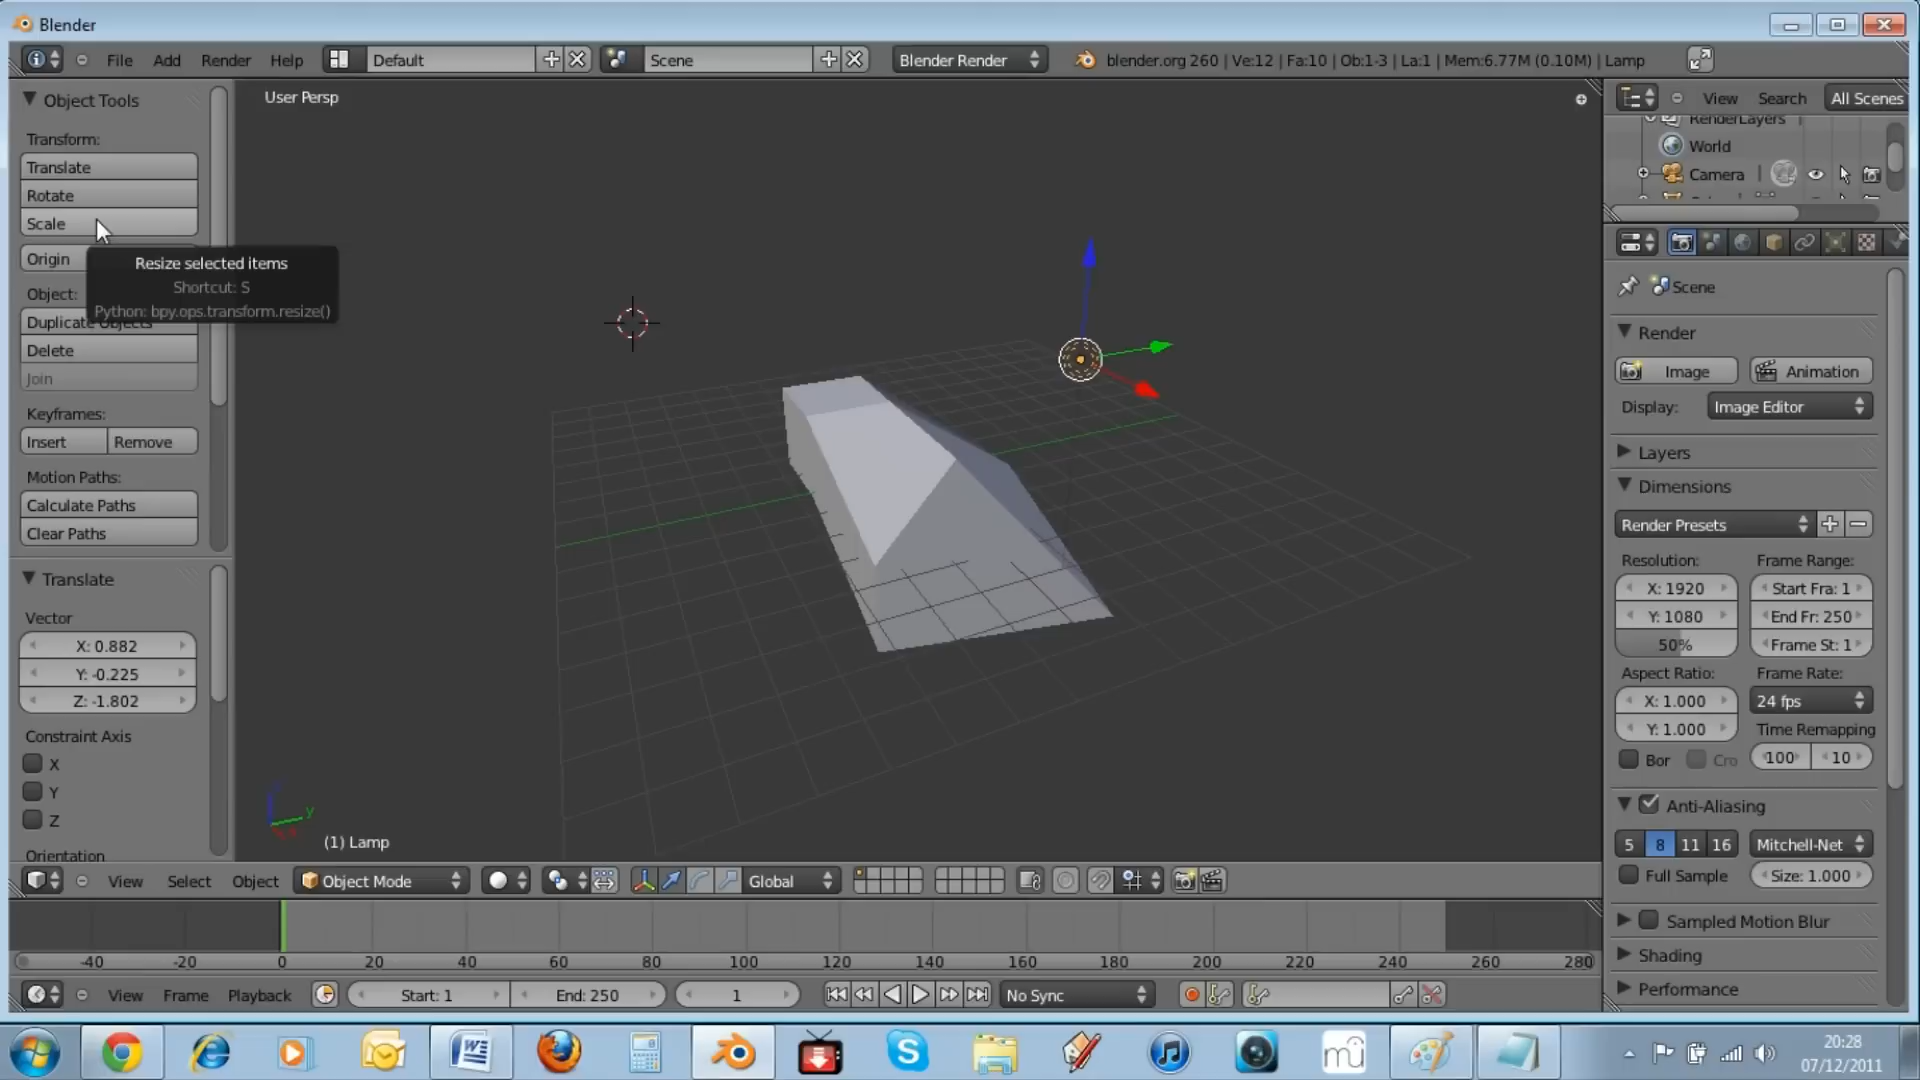 Blender
File Add Render Help Default Scene Blender Render blender.org 260 | Ve:12 | Fa:10 | Ob:1-3 | La:1 | Mem:6.77M (0.10M) | Lamp
Object Tools
Transform:
Translate
Rotate
Scale
Origin
Resize selected items
Shortcut: S
Python: bpy.ops.transform.resize()
Object:
Duplicate Objects
Delete
Join
Keyframes:
Insert Remove
Motion Paths:
Calculate Paths
Clear Paths
Translate
Vector
X: 0.882
Y: -0.225
Z: -1.802
Constraint Axis
X
Y
Z
Orientation
User Persp
y
(1) Lamp
View Select Object Object Mode Global
-40 -20 0 20 40 60 80 100 120 140 160 180 200 220 240 260 280
View Frame Playback Start: 1 End: 250 1 No Sync
View Search All Scenes
RenderLayers
World
Camera
Scene
Render
Image Animation
Display: Image Editor
Layers
Dimensions
Render Presets
Resolution: Frame Range:
X: 1920 Start Fra: 1
Y: 1080 End Fr: 250
50% Frame St: 1
Aspect Ratio: Frame Rate:
X: 1.000 24 fps
Y: 1.000 Time Remapping
Bor Cro 100 10
Anti-Aliasing
5 8 11 16 Mitchell-Net
Full Sample Size: 1.000
Sampled Motion Blur
Shading
Performance
20:28
07/12/2011